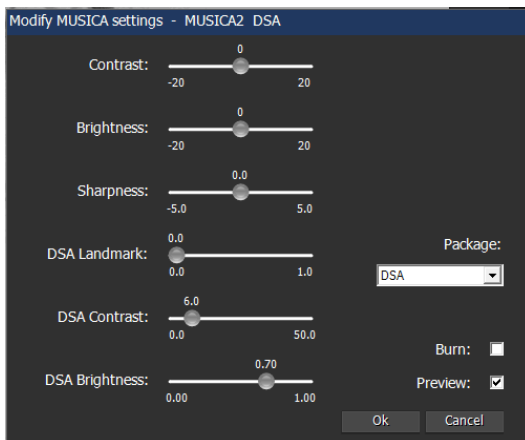 Modify MUSICA settings - MUSICA2 DSA
0
Contrast:
-20 20
0
Brightness:
-20 20
0.0
Sharpness:
-5.0 5.0
0.0
DSA Landmark:
0.0 1.0
Package:
DSA
6.0
DSA Contrast:
0.0 50.0
Burn:
0.70
DSA Brightness:
0.00 1.00
Preview:
Ok Cancel